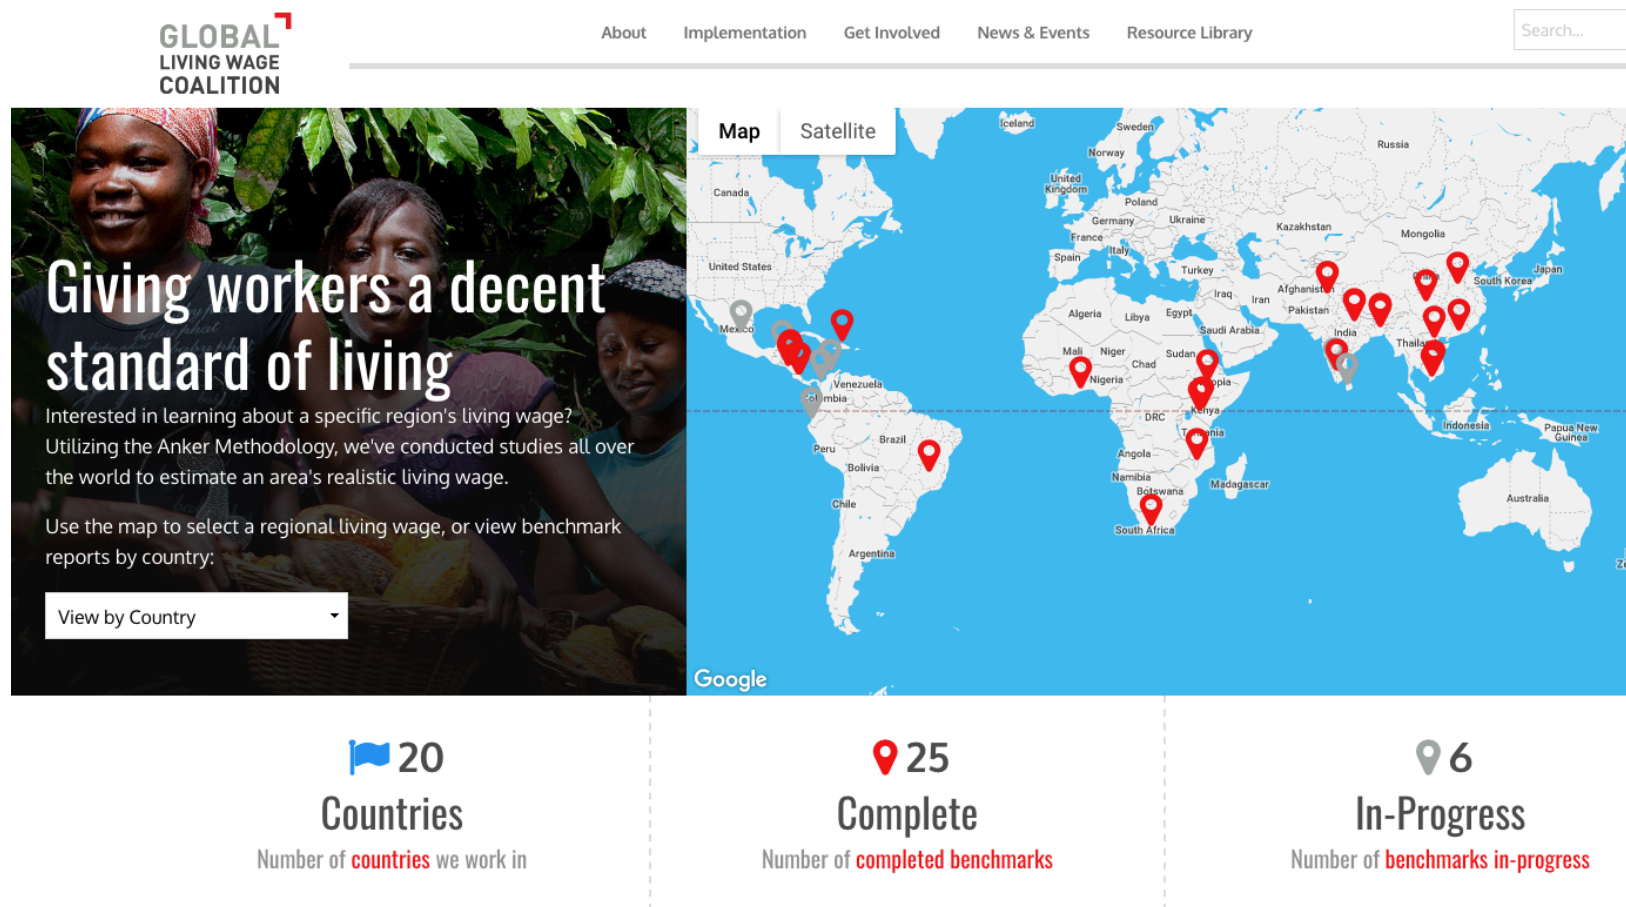 GLOBAL
LIVING WAGE
COALITION
About Implementation Get Involved News & Events Resource Library
Search...
Giving workers a decent
standard of living
Interested in learning about a specific region's living wage?
Utilizing the Anker Methodology, we've conducted studies all over
the world to estimate an area's realistic living wage.
Use the map to select a regional living wage, or view benchmark
reports by country:
View by Country
Map Satellite
Iceland
Sweden
Russia
Norway
Canada
United
Kingdom
Poland
Germany
Ukraine
Kazakhstan
Mongolia
France
Italy
Spain
United States
Turkey
South Korea
Japan
Afghanistan
Iraq
Iran
Pakistan
Algeria
Libya
Egypt
Saudi Arabia
Mexico
India
Mali
Niger
Sudan
Chad
Nigeria
Venezuela
Kenya
DRC
Indonesia
Papua New
Guinea
Brazil
Peru
Angola
Bolivia
Namibia
Botswana
Madagascar
Chile
Australia
South Africa
Argentina
Google
20
Countries
Number of countries we work in
25
Complete
Number of completed benchmarks
6
In-Progress
Number of benchmarks in-progress